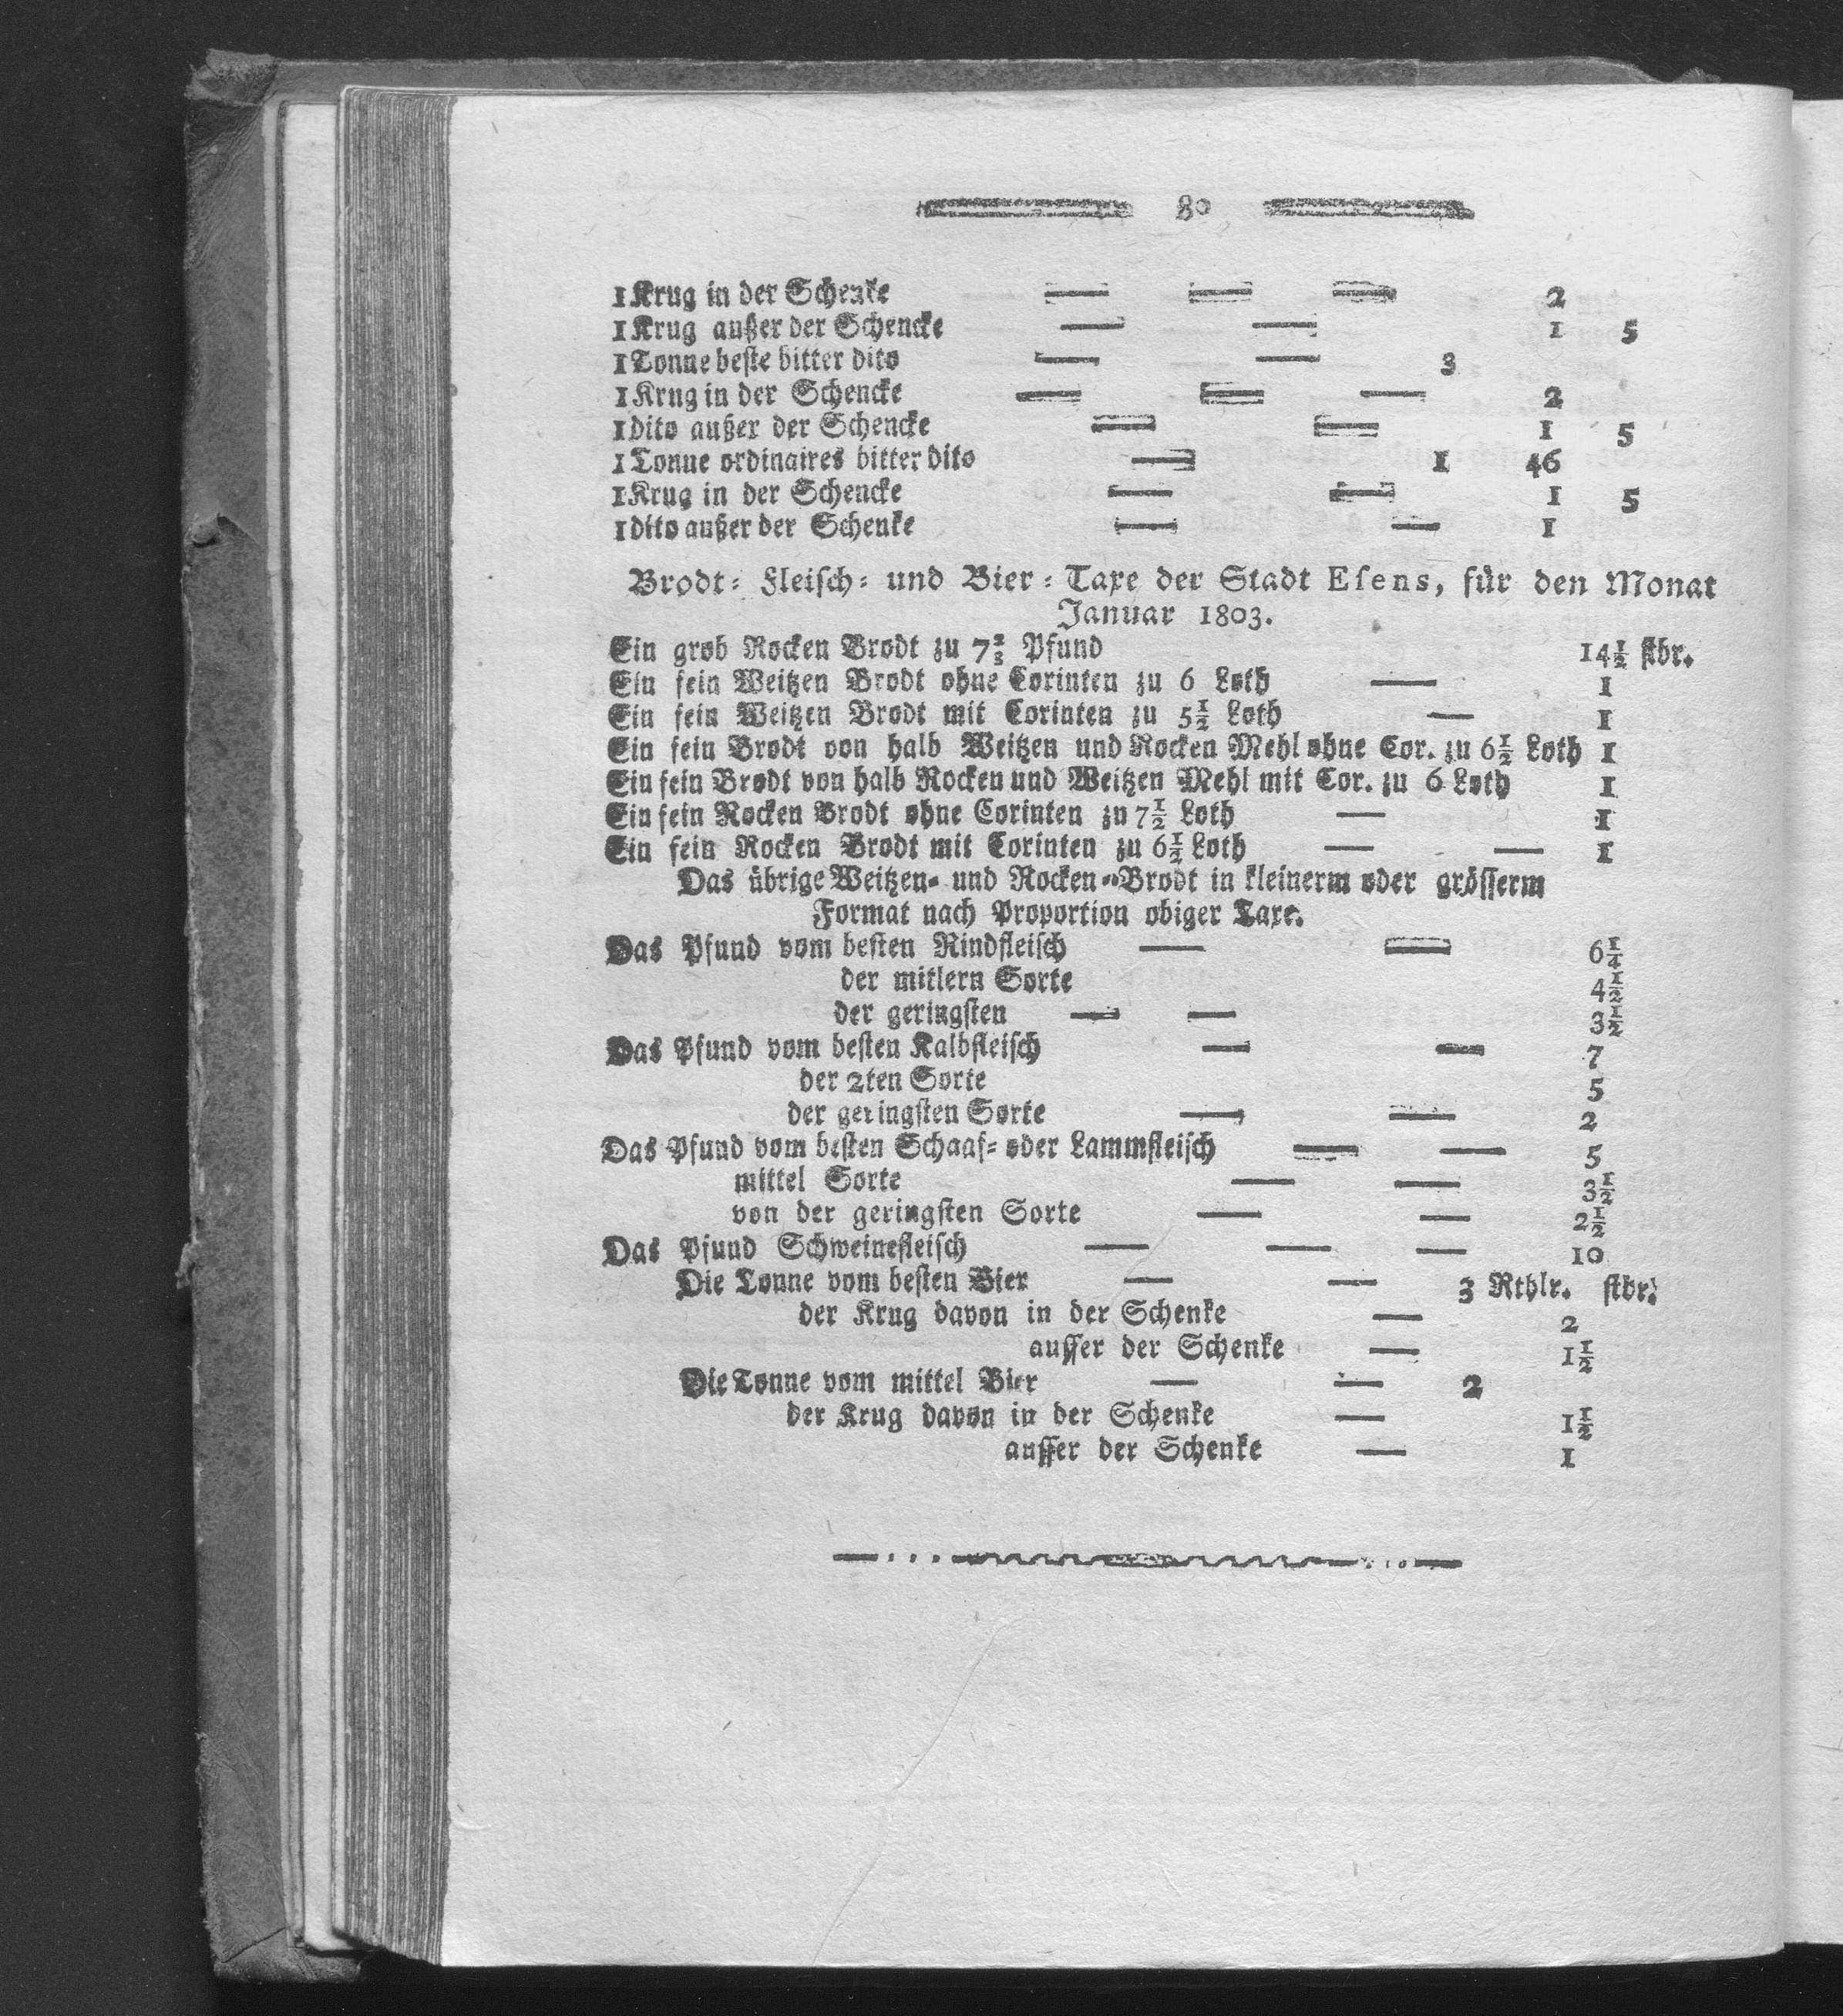 80
1 Krug in der Schenke — — — 2
1 Krug außer der Schencke — — 1 5
1 Tonne beste bitter dito — — 3
1 Krug in der Schencke — — — 2
1 dito außer der Schencke — — 1 5
1 Tonne ordinaires bitter dito — 1 46
1 Krug in der Schencke — — 1 5
1 dito außer der Schenke — — 1
Brodt- Fleisch- und Bier-Taxe der Stadt Esens, für den Monat
Januar 1803.
Ein grob Rocken Brodt zu 7⅔ Pfund 14½ stbr.
Ein fein Weitzen Brodt ohne Corinten zu 6 Loth — 1
Ein fein Weitzen Brodt mit Corinten zu 5½ Loth — 1
Ein fein Brodt von halb Weitzen und Rocken Mehl ohne Cor. zu 6½ Loth 1
Ein fein Brodt von halb Rocken und Weitzen Mehl mit Cor. zu 6 Loth 1
Ein fein Rocken Brodt ohne Corinten zu 7½ Loth — 1
Ein fein Rocken Brodt mit Corinten zu 6½ Loth — — 1
Das übrige Weitzen- und Rocken-Brodt in kleinerm oder grösserm
Format nach Proportion obiger Taxe.
Das Pfund vom besten Rindfleisch — — 6¼
der mitlern Sorte 4½
der geringsten — — 3½
Das Pfund vom besten Kalbfleisch — — 7
der 2ten Sorte 5
der geringsten Sorte — — 2
Das Pfund vom besten Schaaf- oder Lammfleisch — — 5
mittel Sorte — — 3½
von der geringsten Sorte — — 2½
Das Pfund Schweinefleisch — — — 10
Die Tonne vom besten Bier — — 3 Rthlr. stbr.
der Krug davon in der Schenke — 2
ausser der Schenke — 1½
Die Tonne vom mittel Bier — — 2
der Krug davon in der Schenke — 1½
ausser der Schenke — 1